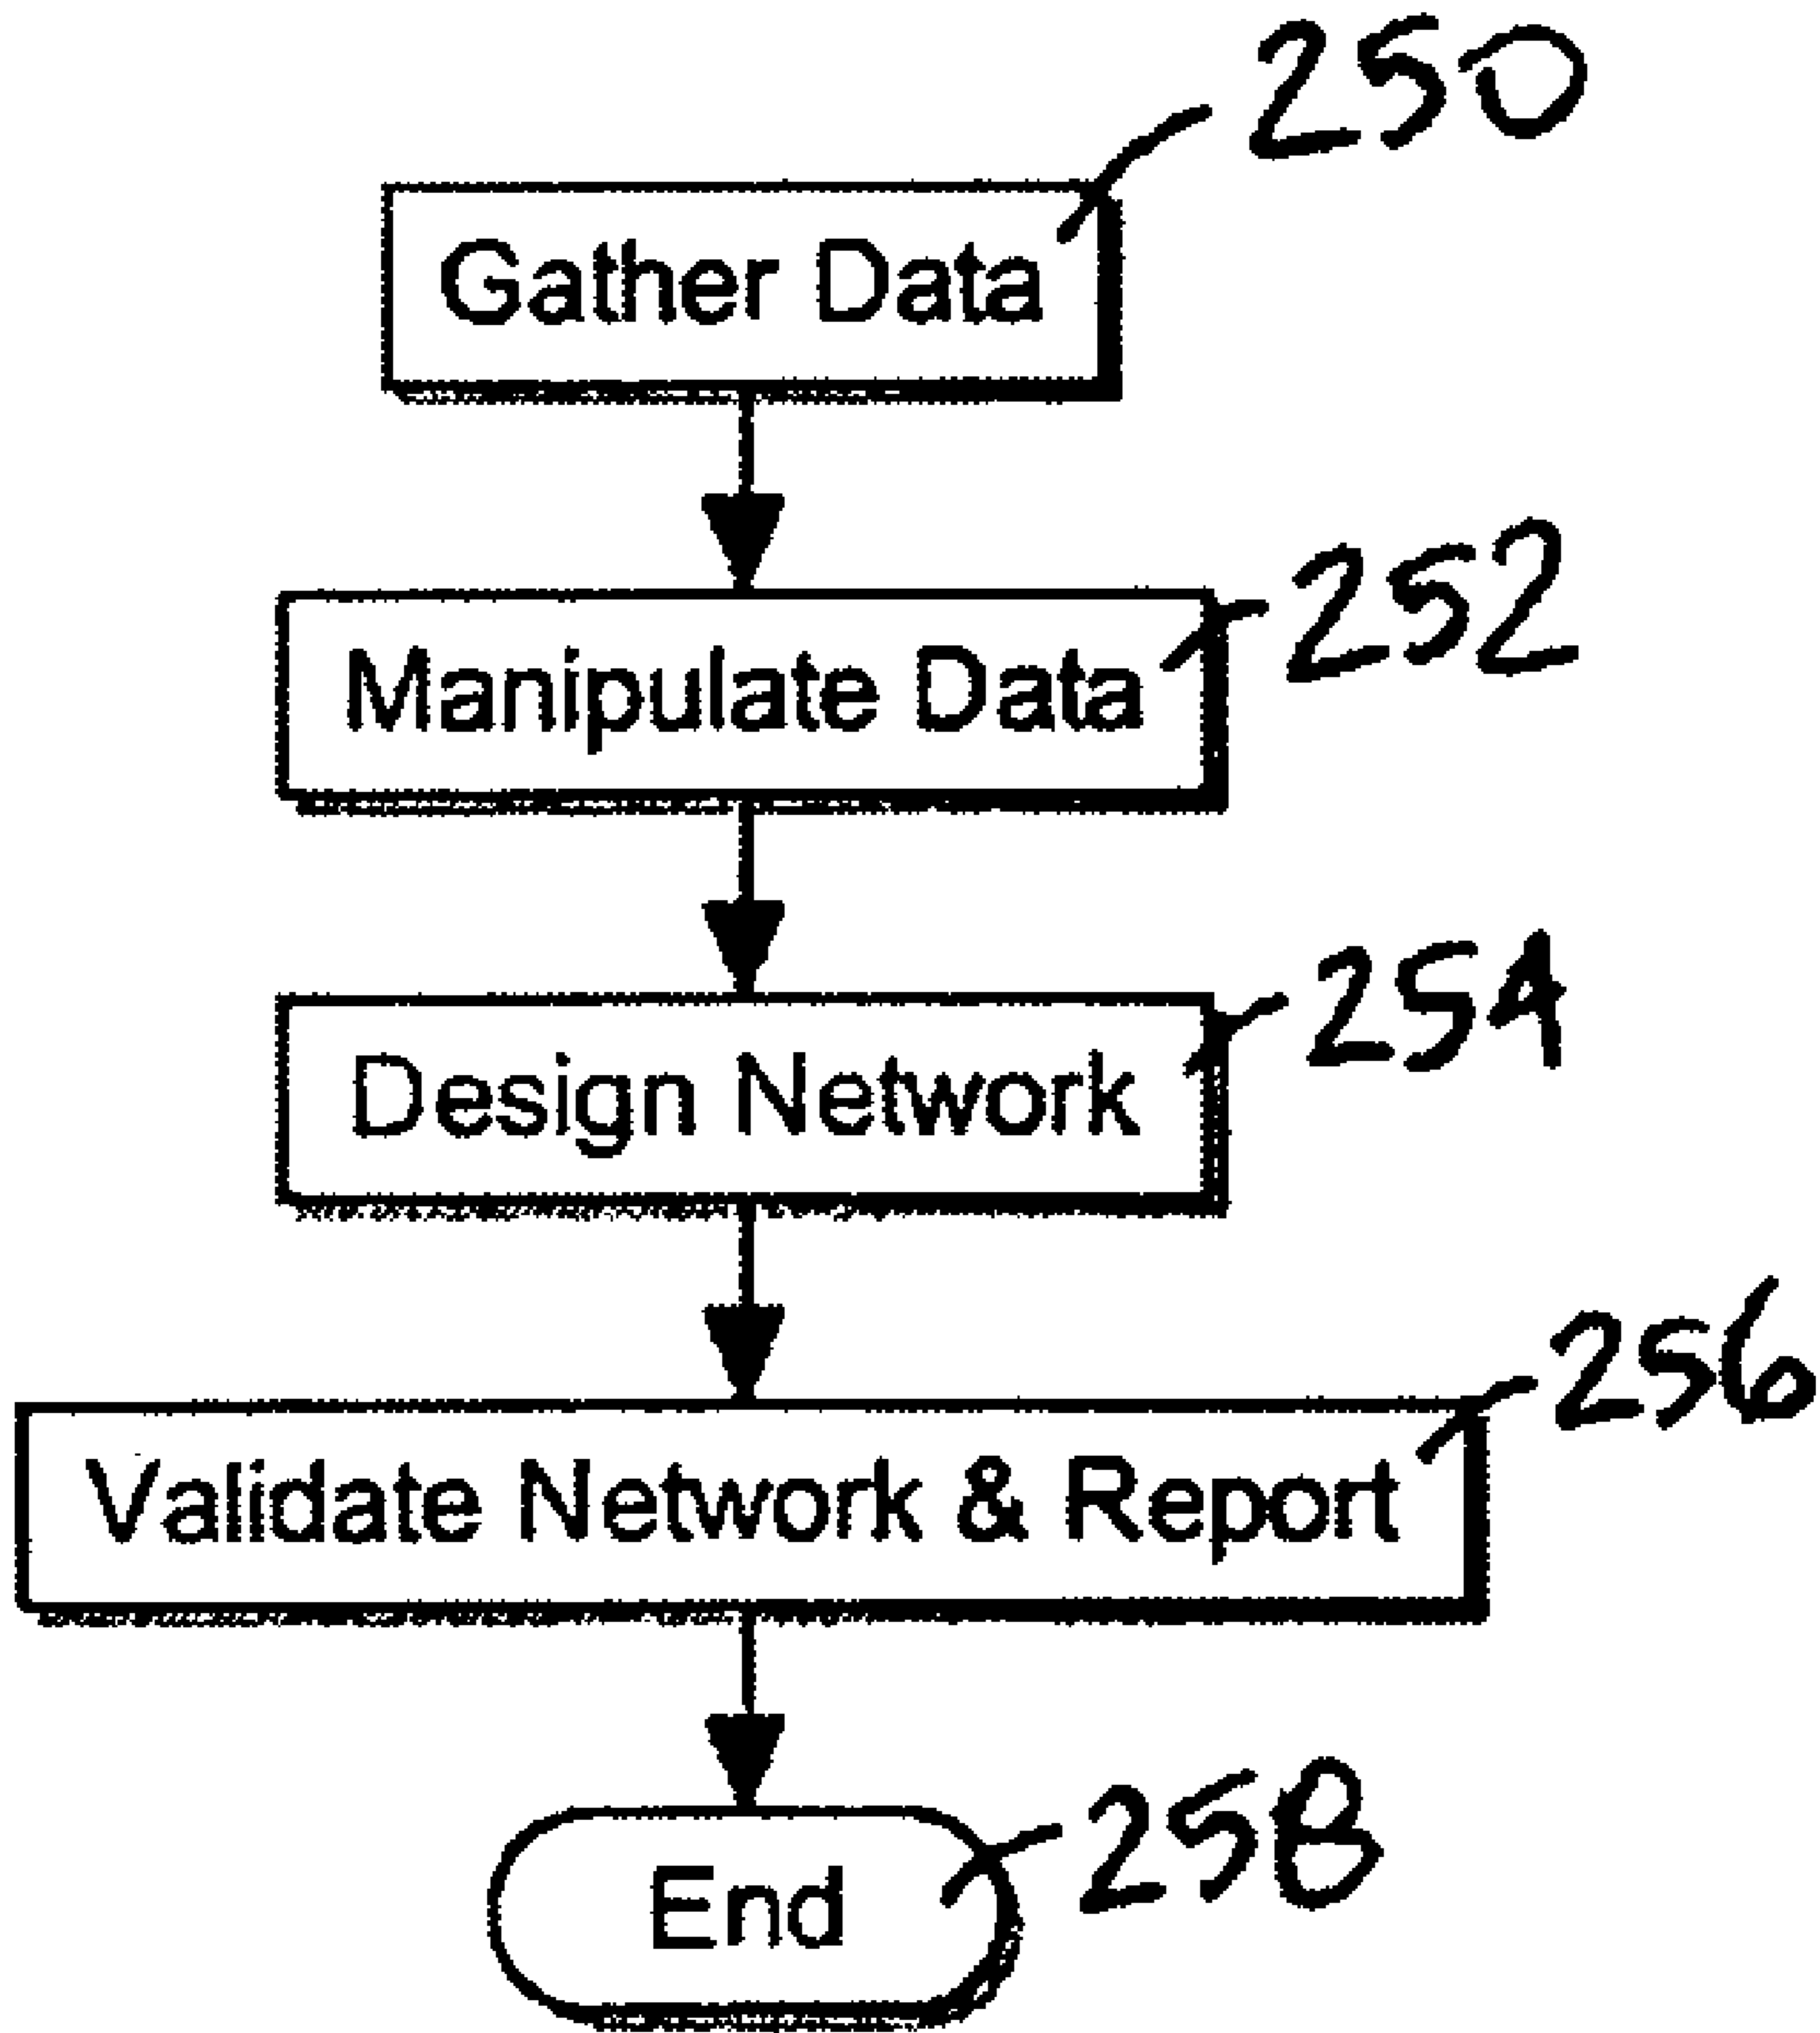 250
Gather Data
252
Manipulate Data
254
Design Network
256
Validate Network & Report
258
End